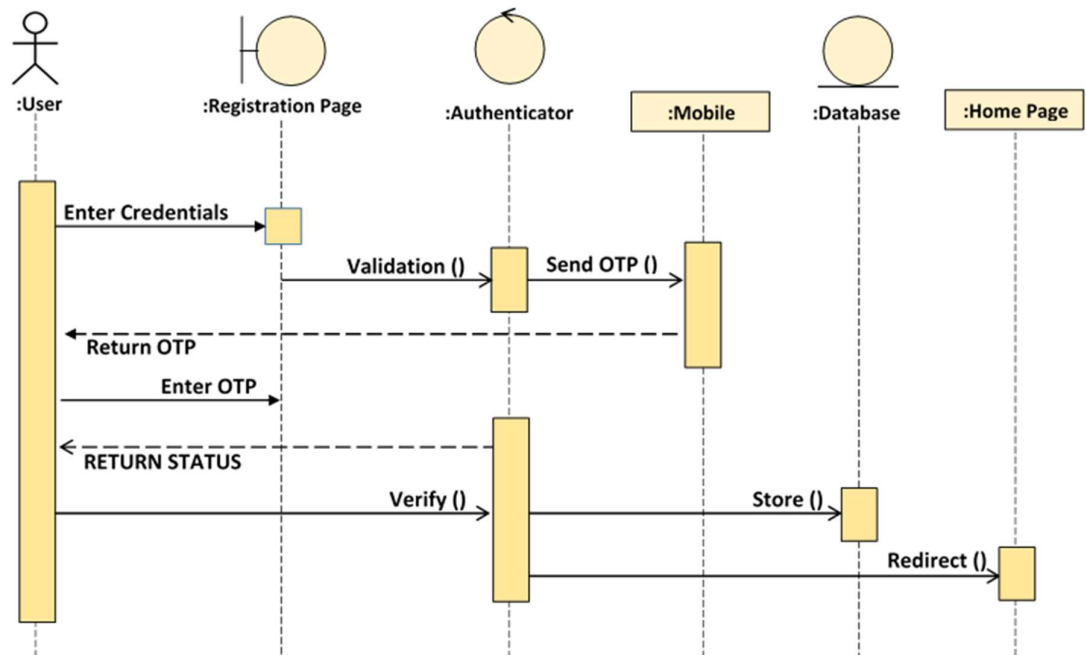 :User
:Registration Page
:Authenticator
:Mobile
:Database
:Home Page
Enter Credentials
Validation ()
Send OTP ()
Return OTP
Enter OTP
RETURN STATUS
Verify ()
Store ()
Redirect ()